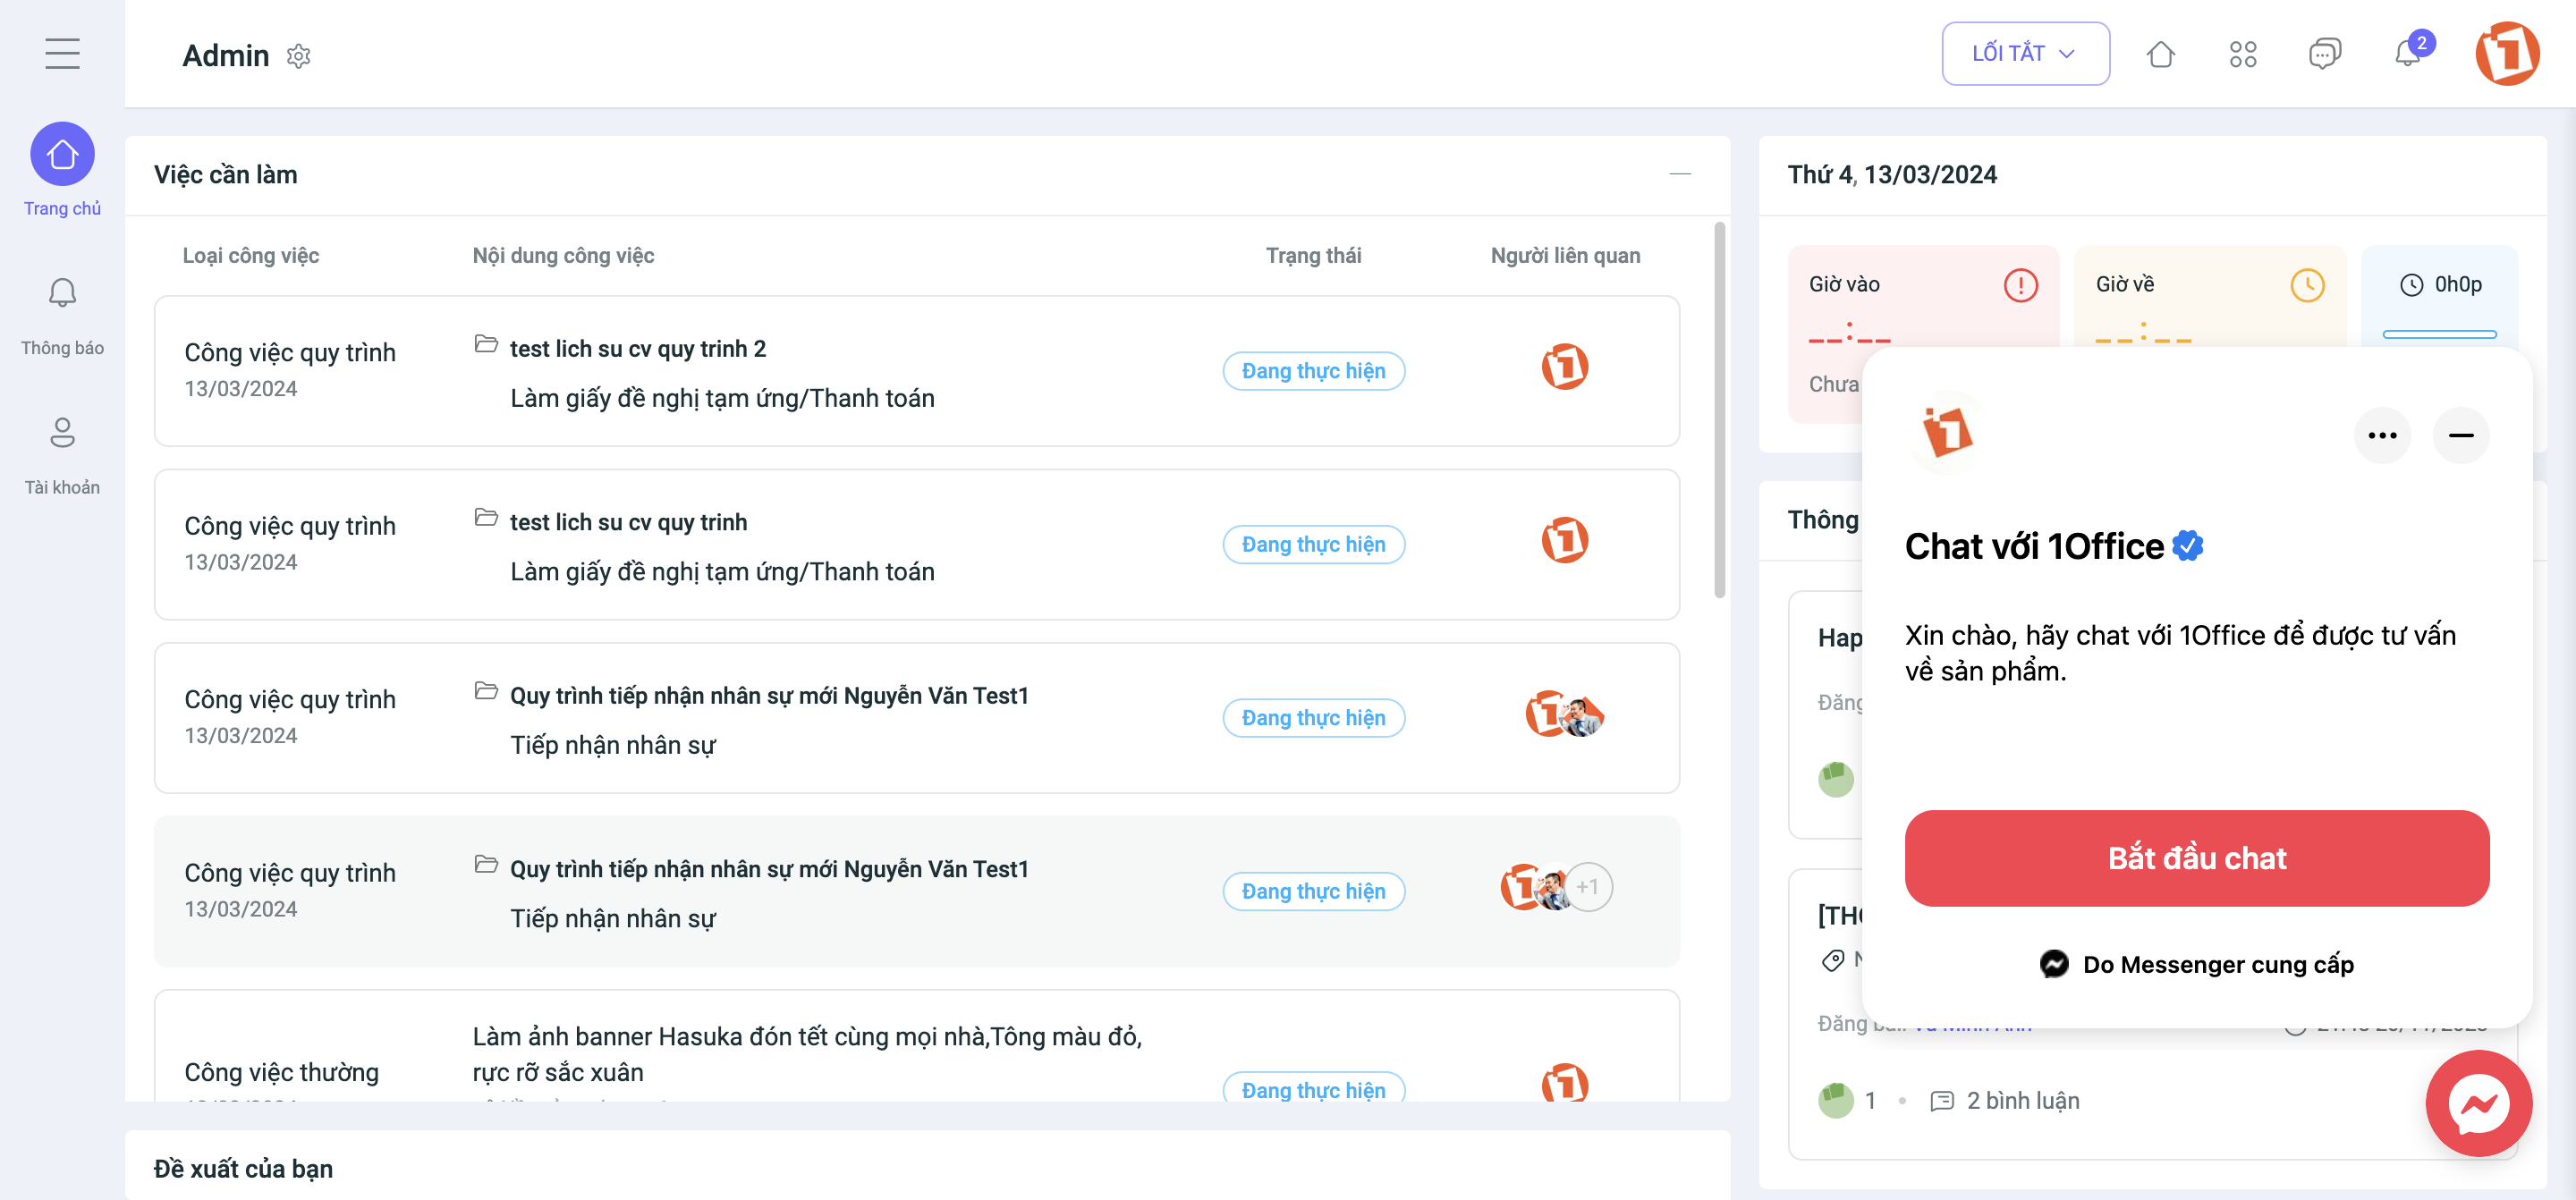 Admin
LỐI TẮT
2
Trang chủ
Thông báo
Tài khoản
Việc cần làm
Loại công việc
Nội dung công việc
Trạng thái
Người liên quan
Công việc quy trình
13/03/2024
test lich su cv quy trinh 2
Làm giấy đề nghị tạm ứng/Thanh toán
Đang thực hiện
Công việc quy trình
13/03/2024
test lich su cv quy trinh
Làm giấy đề nghị tạm ứng/Thanh toán
Đang thực hiện
Công việc quy trình
13/03/2024
Quy trình tiếp nhận nhân sự mới Nguyễn Văn Test1
Tiếp nhận nhân sự
Đang thực hiện
Công việc quy trình
13/03/2024
Quy trình tiếp nhận nhân sự mới Nguyễn Văn Test1
Tiếp nhận nhân sự
Đang thực hiện
+1
Công việc thường
Làm ảnh banner Hasuka đón tết cùng mọi nhà,Tông màu đỏ,
rực rỡ sắc xuân
Đang thực hiện
Đề xuất của bạn
Thứ 4, 13/03/2024
Giờ vào
--:--
Chưa
Giờ về
--:--
0h0p
Thông
Chat với 1Office
Xin chào, hãy chat với 1Office để được tư vấn
về sản phẩm.
Bắt đầu chat
Do Messenger cung cấp
Đăng
1
2 bình luận